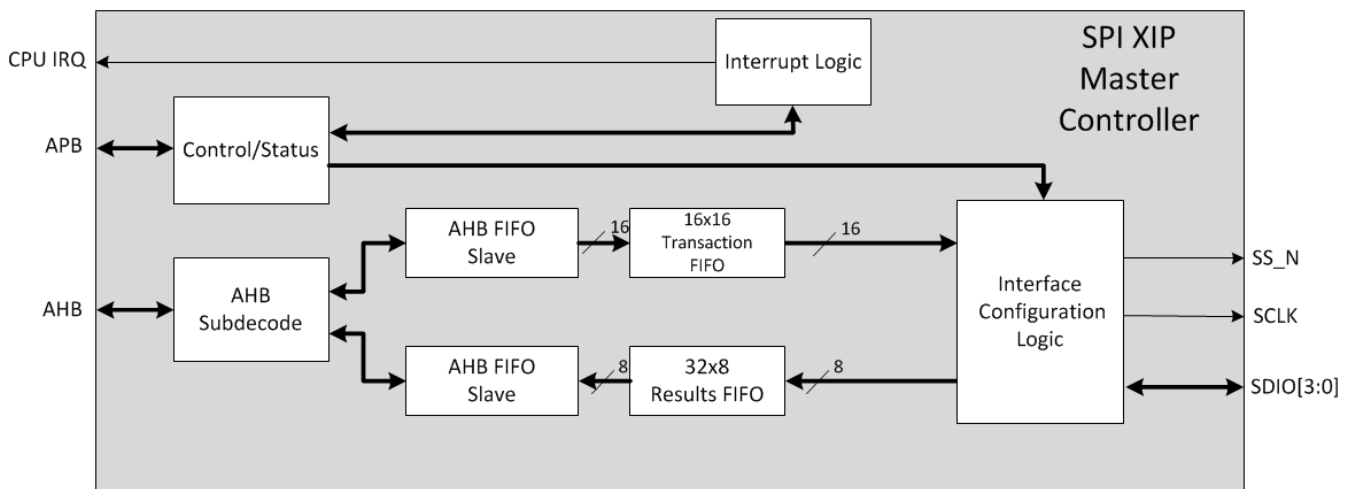 SPI XIP
Master
Controller
CPU IRQ
Interrupt Logic
APB
Control/Status
AHB FIFO
Slave
16
16x16
Transaction
FIFO
16
AHB
AHB
Subdecode
Interface
Configuration
Logic
SS_N
SCLK
SDIO[3:0]
AHB FIFO
Slave
8
32x8
Results FIFO
8